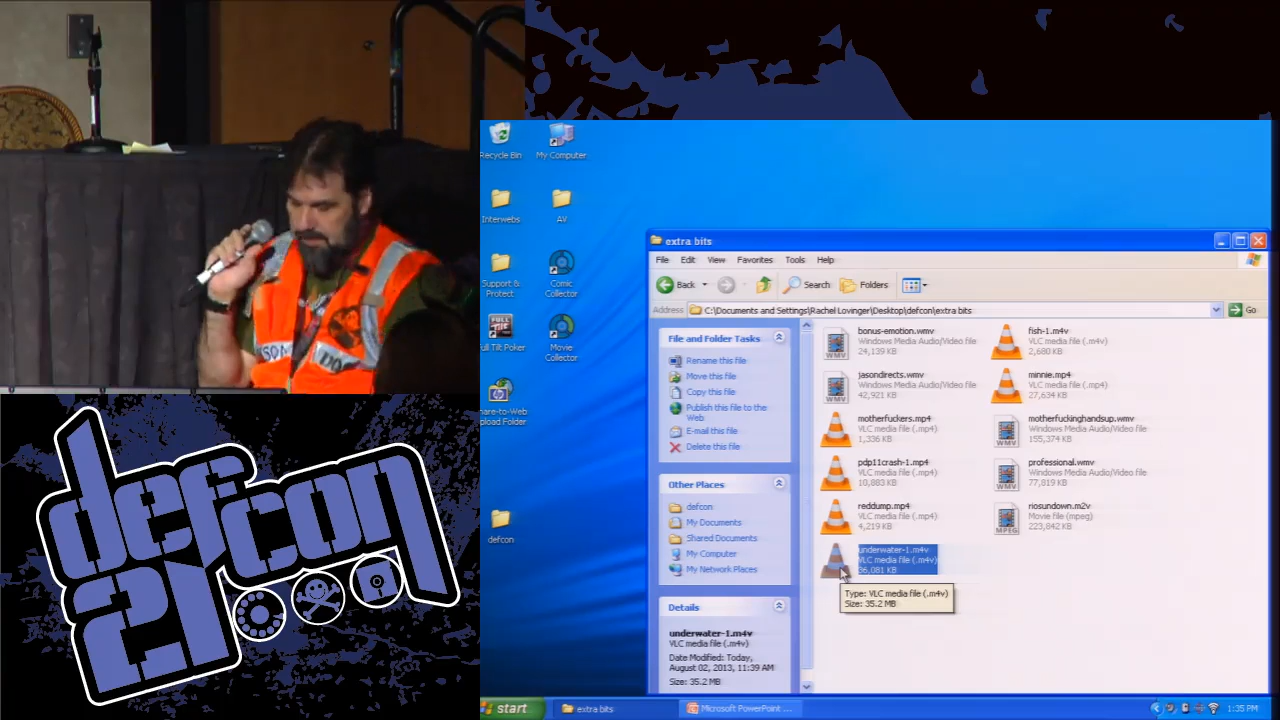 Recycle Bin
My Computer
Interwebs
AV
Support &
Protect
Comic
Collector
Full Tilt Poker
Movie
Collector
hare-to-Web
Upload Folder
defcon
extra bits
File Edit View Favorites Tools Help
Back Search Folders
Address C:\Documents and Settings\Rachel Lovinger\Desktop\defcon\extra bits Go
File and Folder Tasks
Rename this file
Move this file
Copy this file
Publish this file to the
Web
E-mail this file
Delete this file
Other Places
defcon
My Documents
Shared Documents
My Computer
My Network Places
Details
underwater-1.m4v
VLC media file (.m4v)
Date Modified: Today,
August 02, 2013, 11:39 AM
Size: 35.2 MB
bonus-emotion.wmv
Windows Media Audio/Video file
24,139 KB
fish-1.m4v
VLC media file (.m4v)
2,680 KB
jasondirects.wmv
Windows Media Audio/Video file
42,921 KB
minnie.mp4
VLC media file (.mp4)
27,634 KB
motherfuckers.mp4
VLC media file (.mp4)
1,336 KB
motherfuckinghandsup.wmv
Windows Media Audio/Video file
155,374 KB
pdp11crash-1.mp4
VLC media file (.mp4)
10,883 KB
professional.wmv
Windows Media Audio/Video file
77,819 KB
reddump.mp4
VLC media file (.mp4)
4,219 KB
riosundown.m2v
Movie file (mpeg)
223,842 KB
underwater-1.m4v
VLC media file (.m4v)
36,081 KB
Type: VLC media file (.m4v)
Size: 35.2 MB
WMV
WMV
WMV
WMV
MPEG
FULL
TILT
defcon
21
start
extra bits
Microsoft PowerPoint ...
1:35 PM